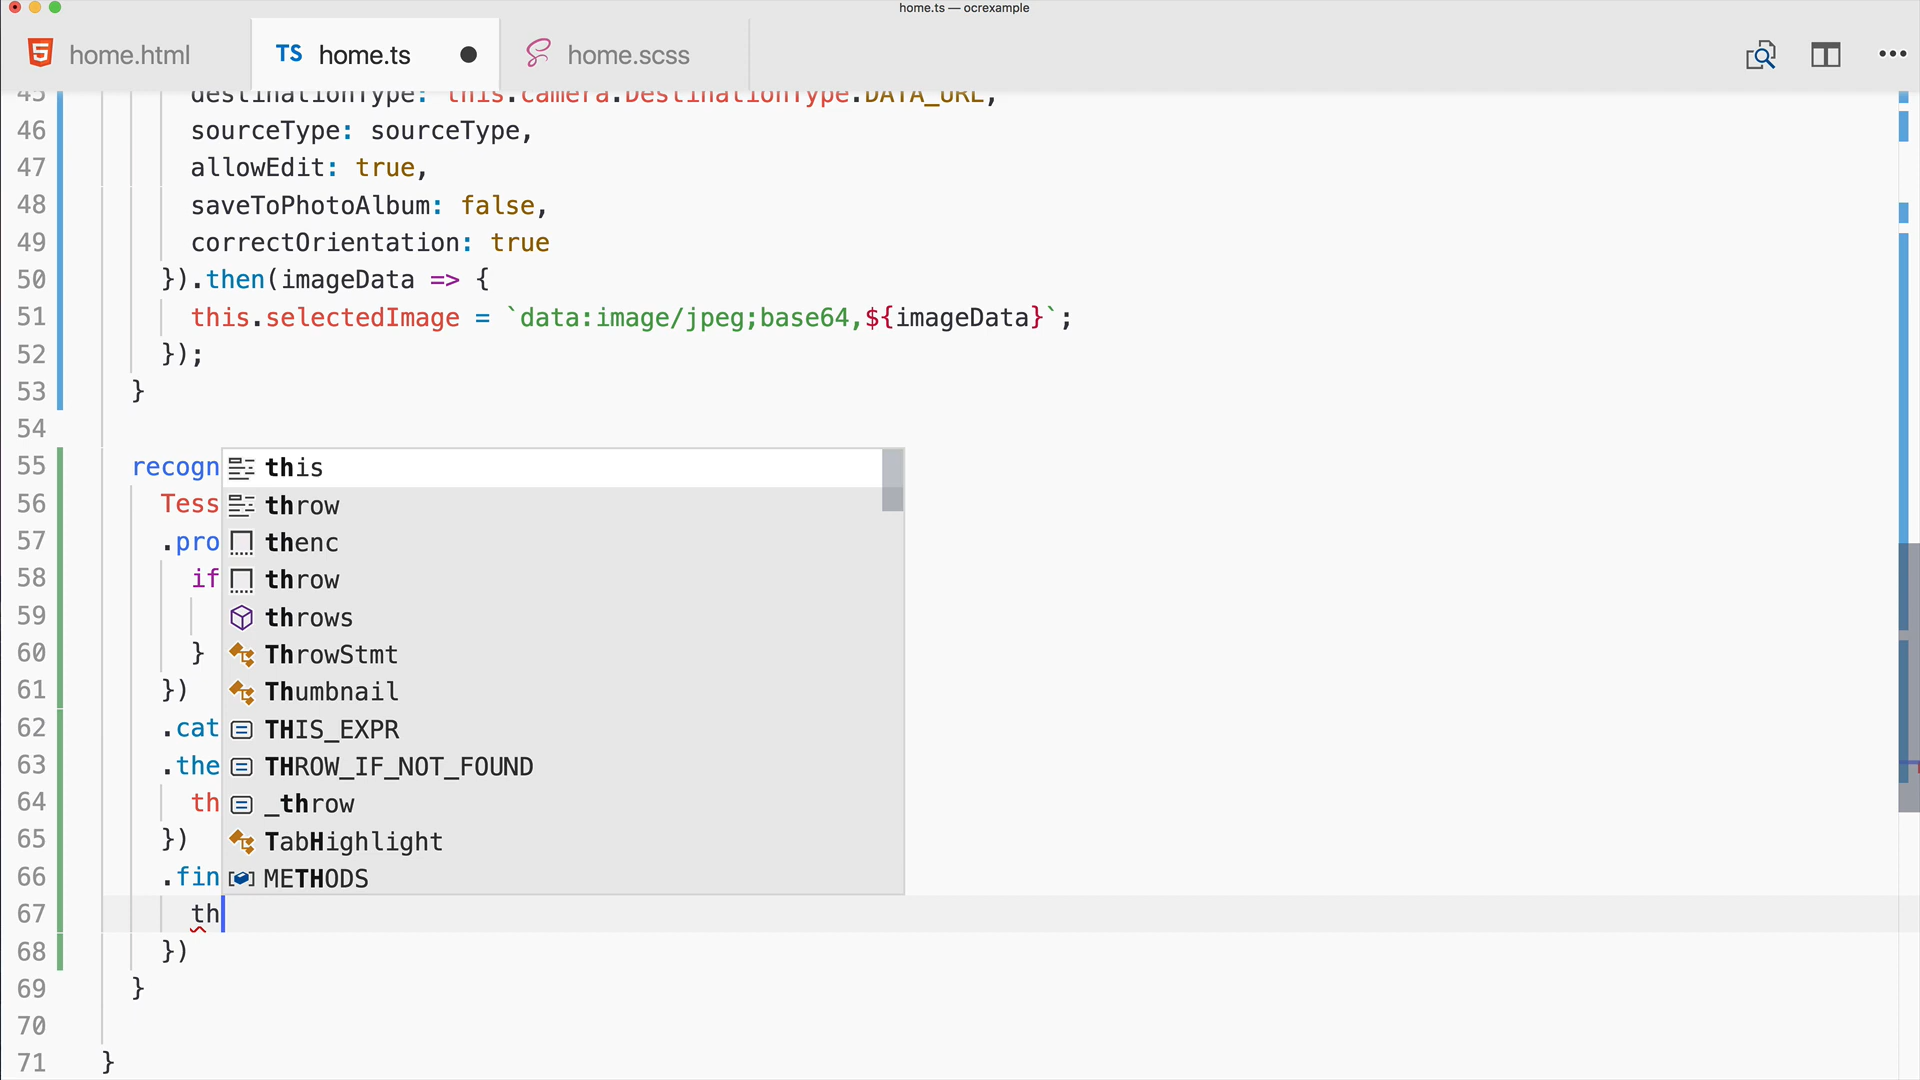 home.ts — ocrexample
home.html
TS home.ts
home.scss
45 destinationType: this.camera.DestinationType.DATA_URL,
46 sourceType: sourceType,
47 allowEdit: true,
48 saveToPhotoAlbum: false,
49 correctOrientation: true
50 }).then(imageData => {
51 this.selectedImage = `data:image/jpeg;base64,${imageData}`;
52 });
53 }
54
55 recogn this
56 Tess throw
57 .pro thenc
58 if throw
59 throws
60 } ThrowStmt
61 }) Thumbnail
62 .cat THIS_EXPR
63 .the THROW_IF_NOT_FOUND
64 th _throw
65 }) TabHighlight
66 .fin METHODS
67 th
68 })
69 }
70
71 }